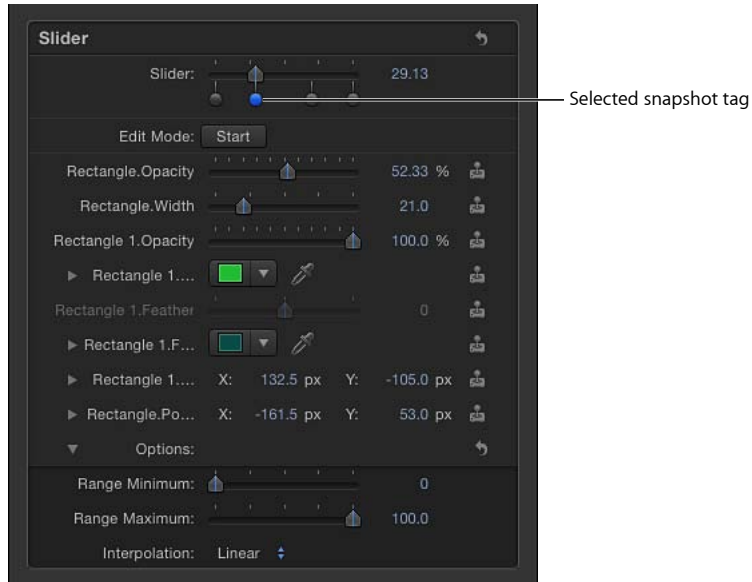 Slider
Slider: 29.13
Selected snapshot tag
Edit Mode: Start
Rectangle.Opacity 52.33 %
Rectangle.Width 21.0
Rectangle 1.Opacity 100.0 %
Rectangle 1....
Rectangle 1.Feather 0
Rectangle 1.F...
Rectangle 1.... X: 132.5 px Y: -105.0 px
Rectangle.Po... X: -161.5 px Y: 53.0 px
Options:
Range Minimum: 0
Range Maximum: 100.0
Interpolation: Linear